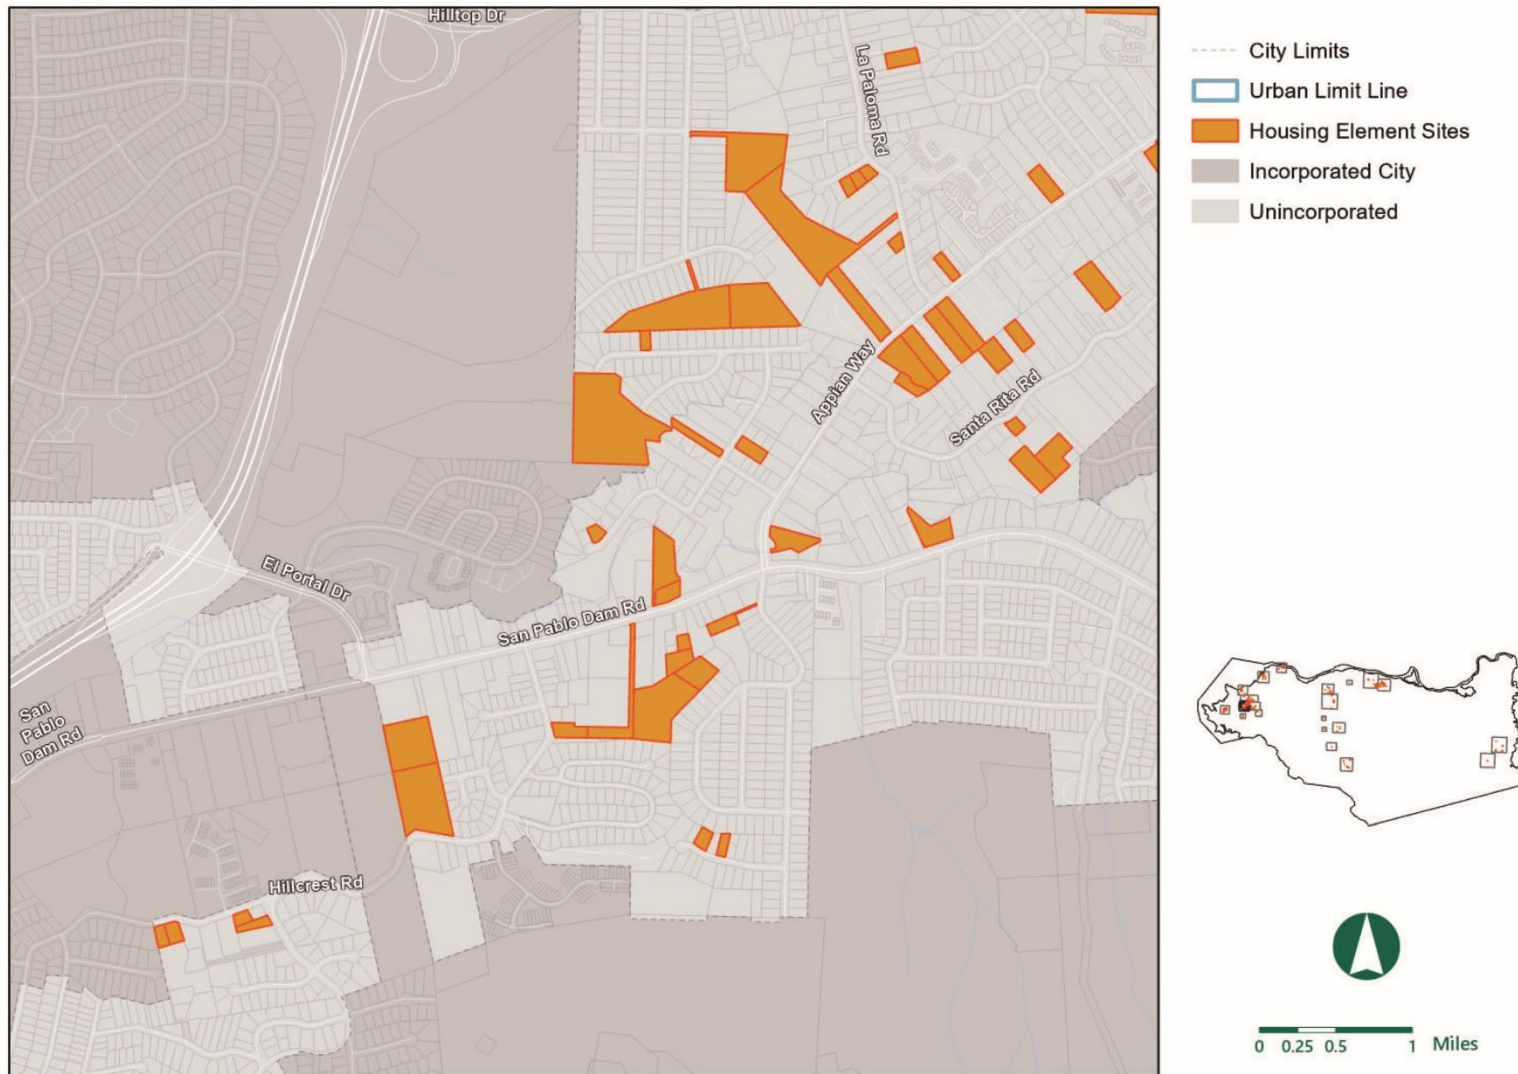 Hilltop Dr
La Paloma Rd
Appian Way
Santa Rita Rd
El Portal Dr
San Pablo Dam Rd
San
Pablo
Dam Rd
Hillcrest Rd
City Limits
Urban Limit Line
Housing Element Sites
Incorporated City
Unincorporated
0 0.25 0.5 1 Miles